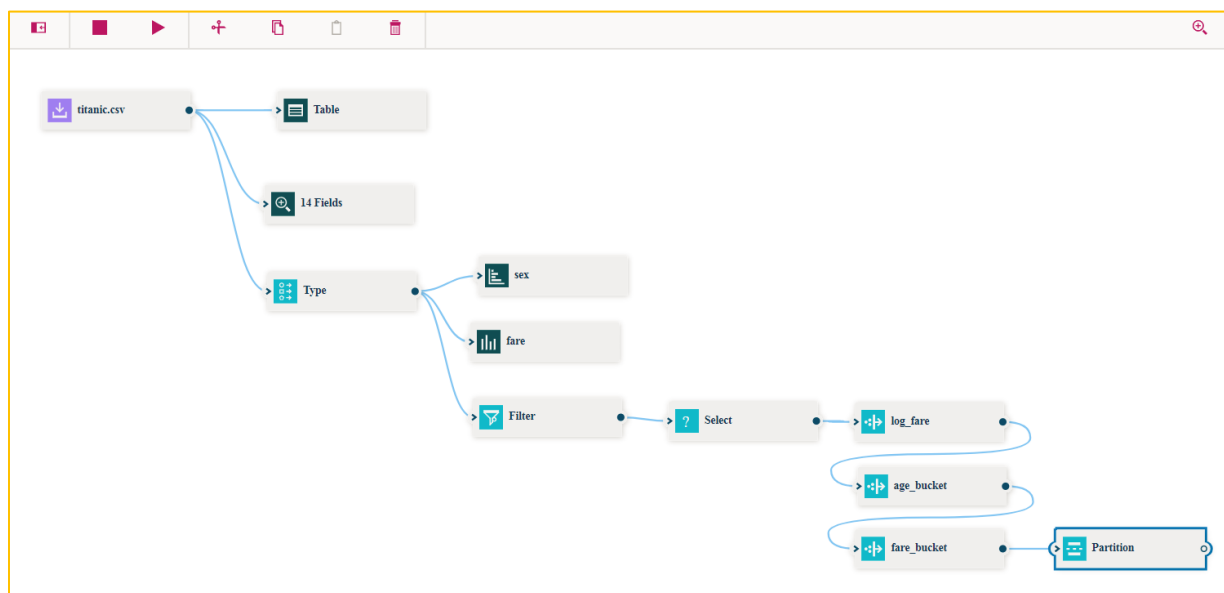 titanic.csv
Table
14 Fields
Type
sex
fare
Filter
? Select
log_fare
age_bucket
fare_bucket
Partition